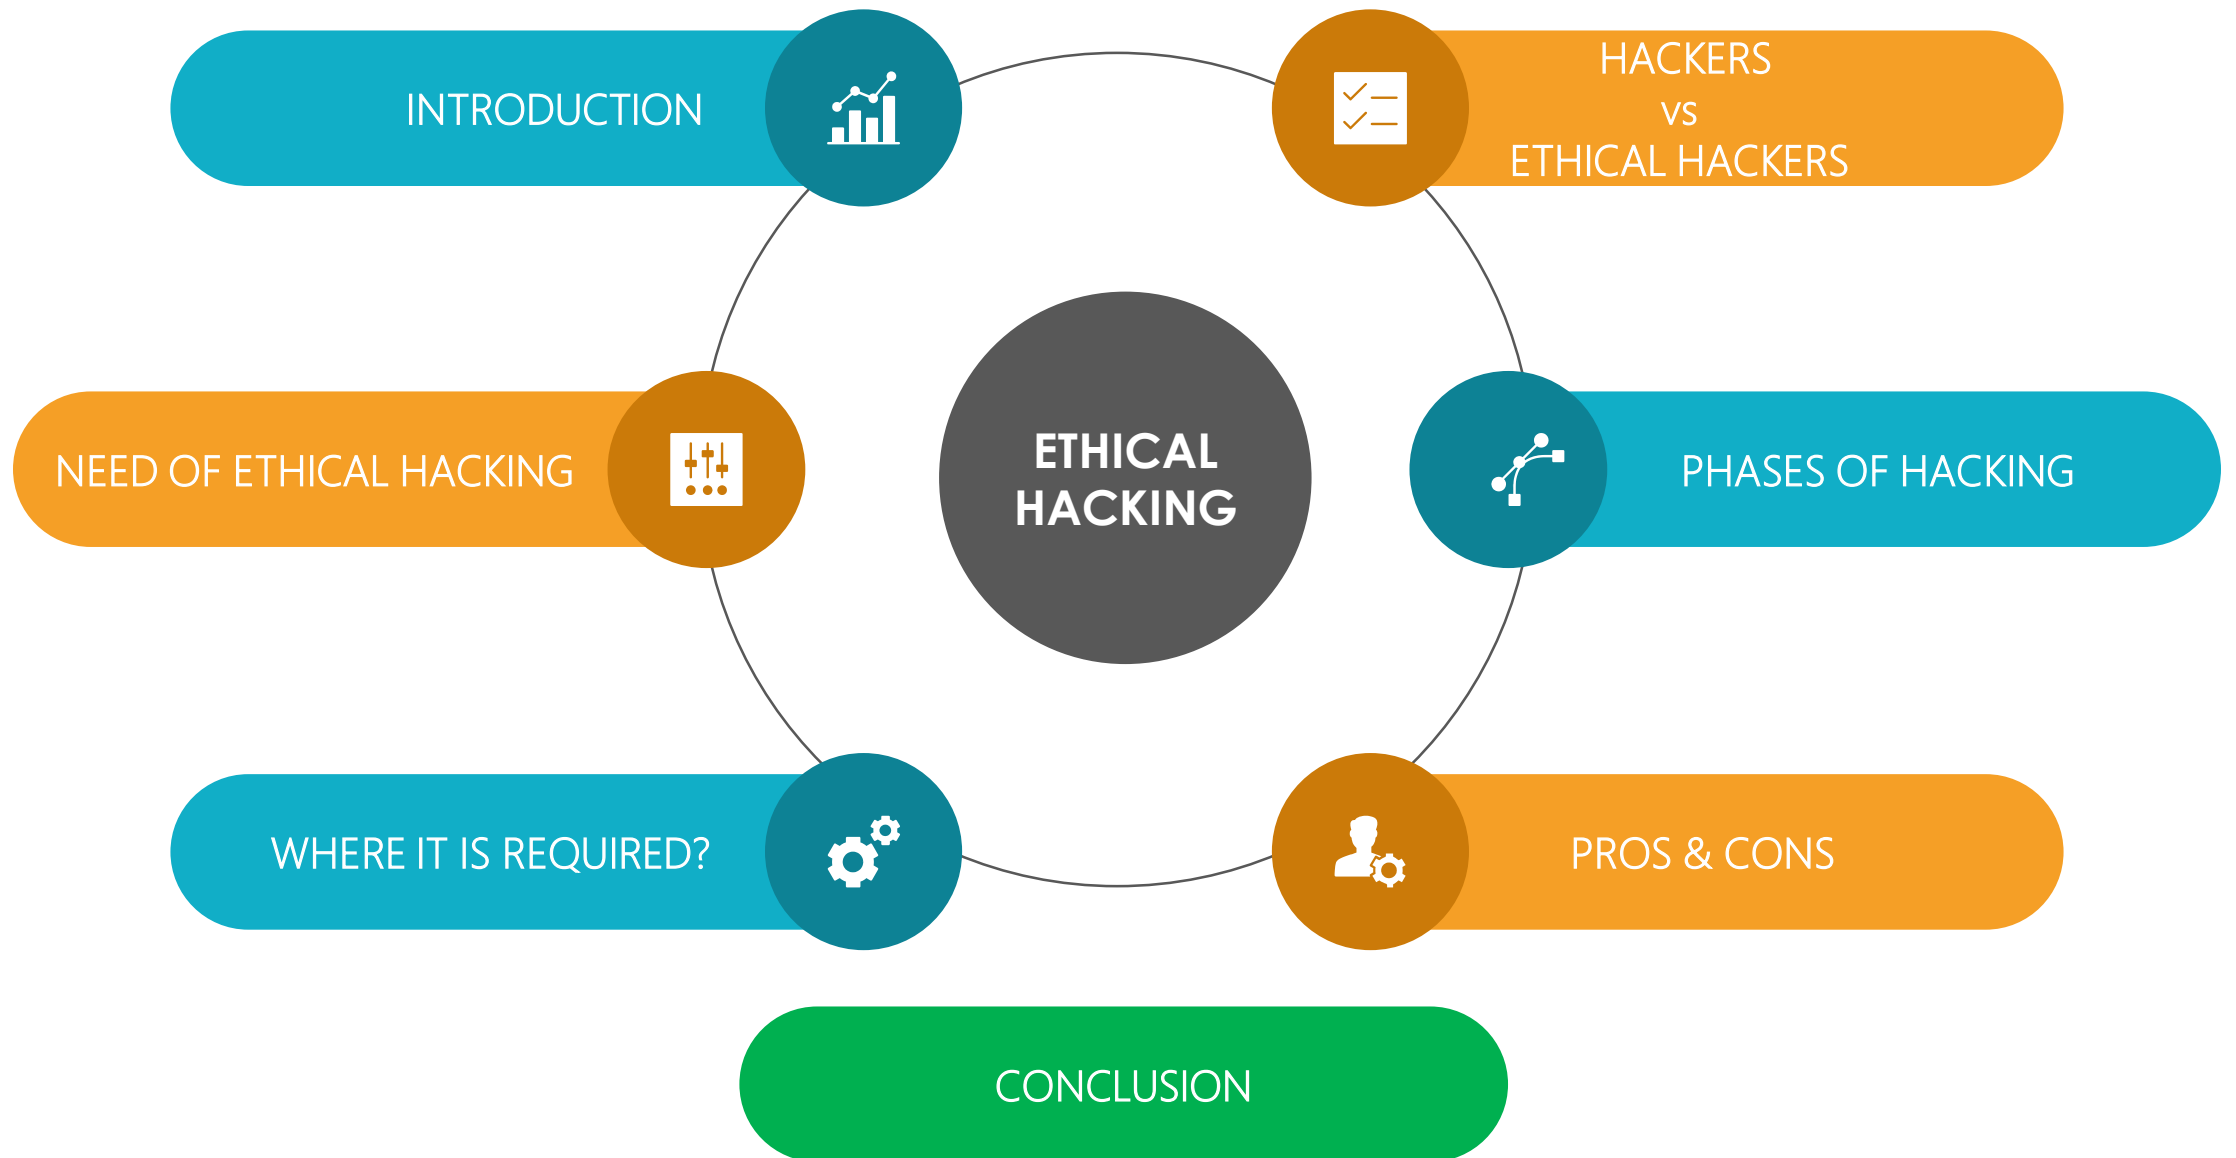 INTRODUCTION
HACKERS
vs
ETHICAL HACKERS
NEED OF ETHICAL HACKING
ETHICAL
HACKING
PHASES OF HACKING
WHERE IT IS REQUIRED?
PROS & CONS
CONCLUSION